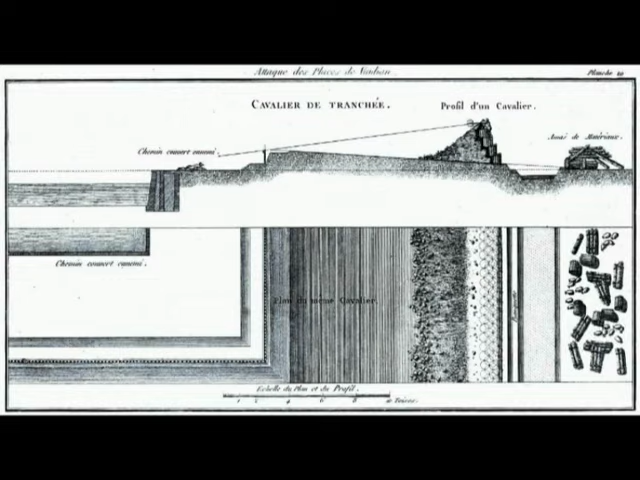 Attaque des Places de Vauban.
Planche 20
CAVALIER DE TRANCHÉE.
Profil d'un Cavalier.
Chemin couvert ennemi.
Amas de Matériaux.
Chemin couvert ennemi.
Plan du même Cavalier.
Echelle du Plan et du Profil.
1 2 4 6 8
Toises.